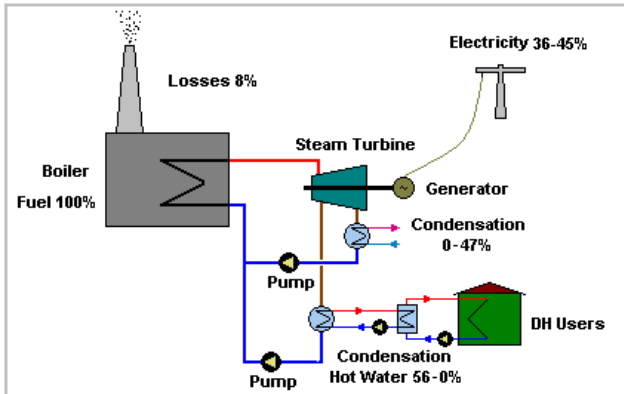 Electricity 36-45%
Losses 8%
Steam Turbine
Boiler
Fuel 100%
~
Generator
Condensation
0-47%
Pump
DH Users
Condensation
Hot Water 56-0%
Pump